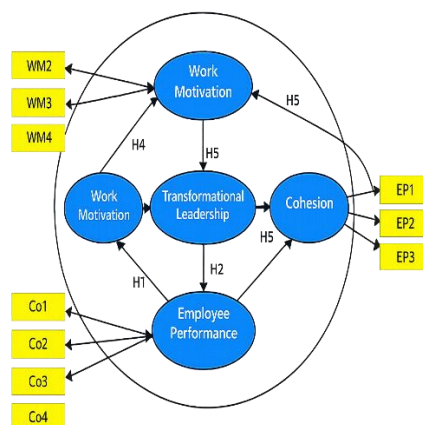 WM2
WM3
WM4
Work
Motivation
H5
H4
H5
EP1
EP2
EP3
Work
Motivation
Transformational
Leadership
Cohesion
H5
H1
H2
Co1
Co2
Co3
Co4
Employee
Performance